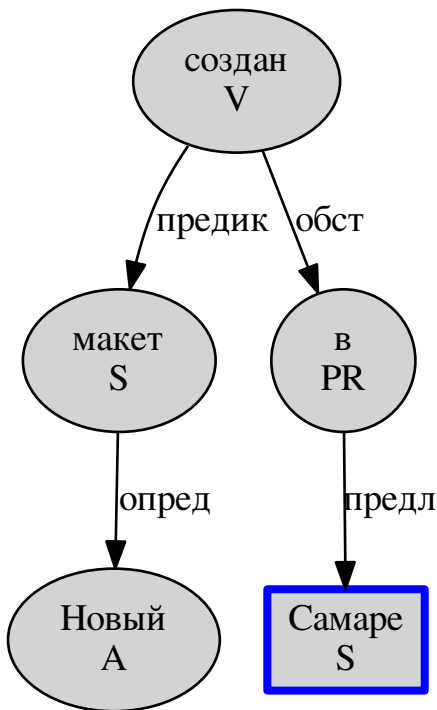 создан
V
предик
обст
макет
S
в
PR
опред
предл
Новый
A
Самаре
S